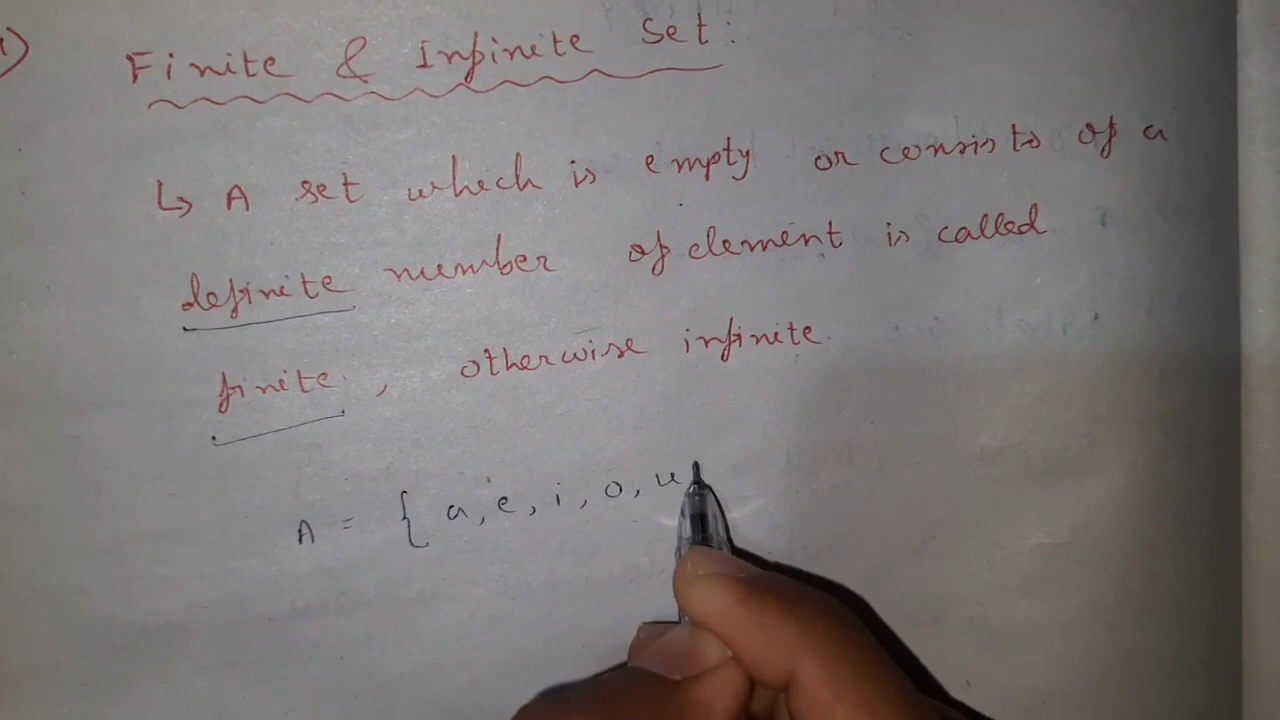 Finite & Infinite Set:
↳ A set which is empty or consists of a
definite number of element is called
finite, otherwise infinite.
A = { a, e, i, o, u